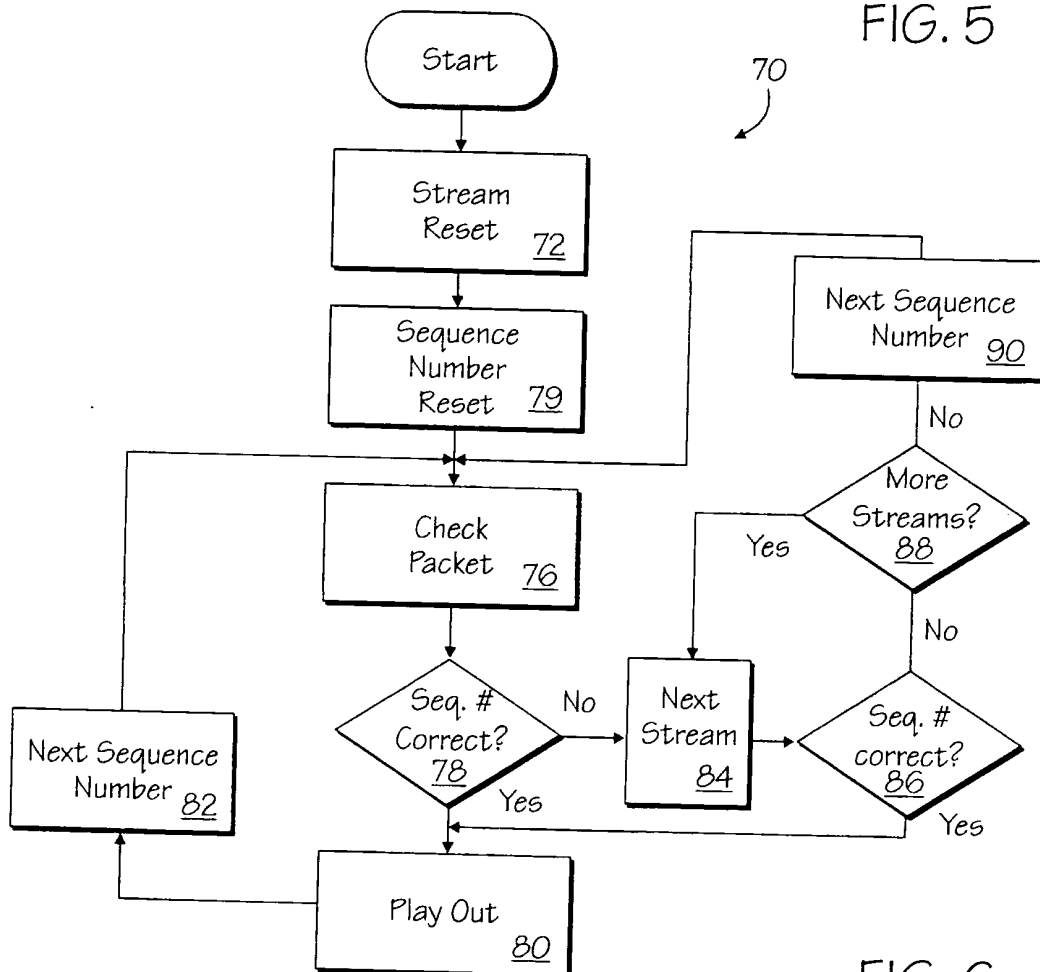 FIG. 5
70
Start
Stream
Reset
72
Sequence
Number
Reset
79
Next Sequence
Number
90
No
More
Streams?
88
Yes
No
Check
Packet
76
Seq. #
Correct?
78
No
Yes
Next
Stream
84
Seq. #
correct?
86
Yes
Next Sequence
Number
82
Play Out
80